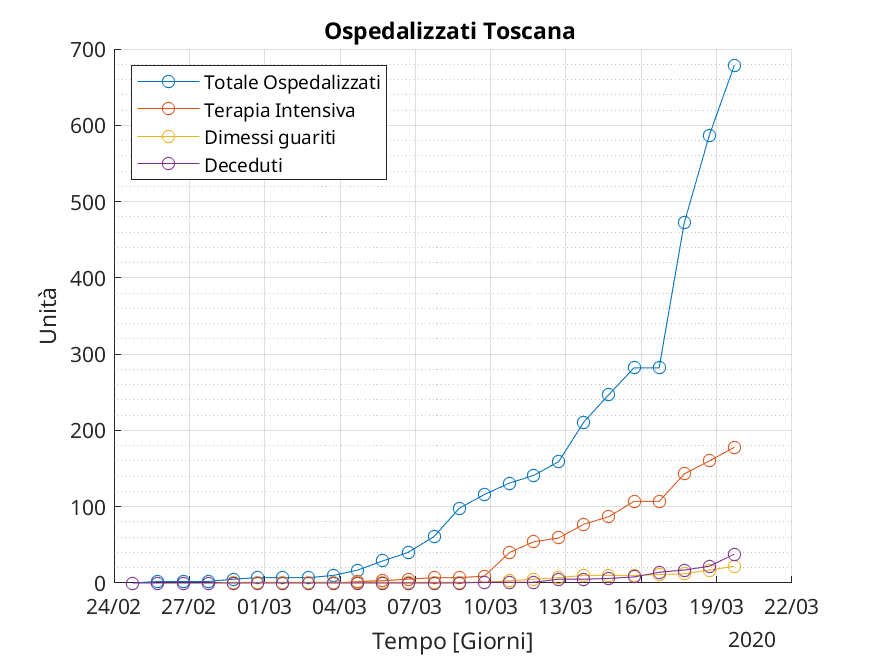 Ospedalizzati Toscana
700
600
500
400
300
200
100
0
Unità
Totale Ospedalizzati
Terapia Intensiva
Dimessi guariti
Deceduti
24/02 27/02 01/03 04/03 07/03 10/03 13/03 16/03 19/03 22/03
Tempo [Giorni]
2020